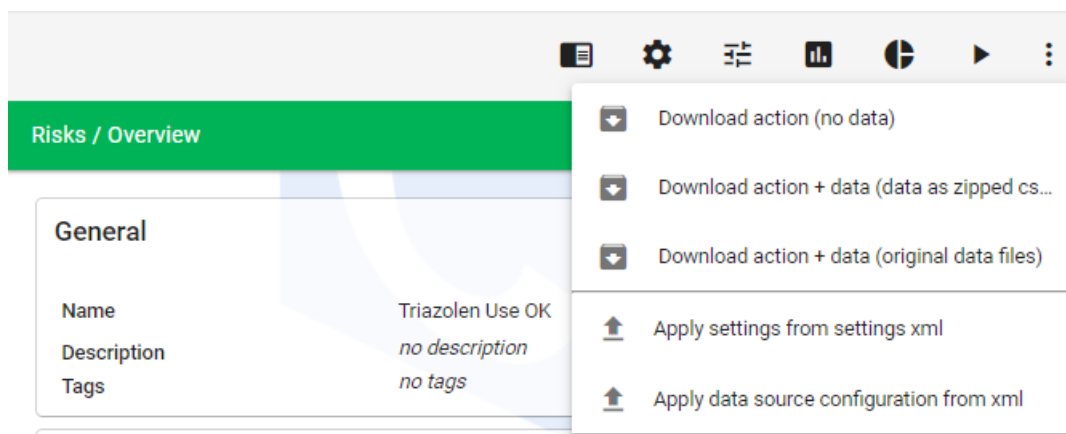 Download action (no data)
Risks / Overview
Download action + data (data as zipped cs...
General
Download action + data (original data files)
Name Triazolen Use OK
Apply settings from settings xml
Description no description
Tags no tags
Apply data source configuration from xml